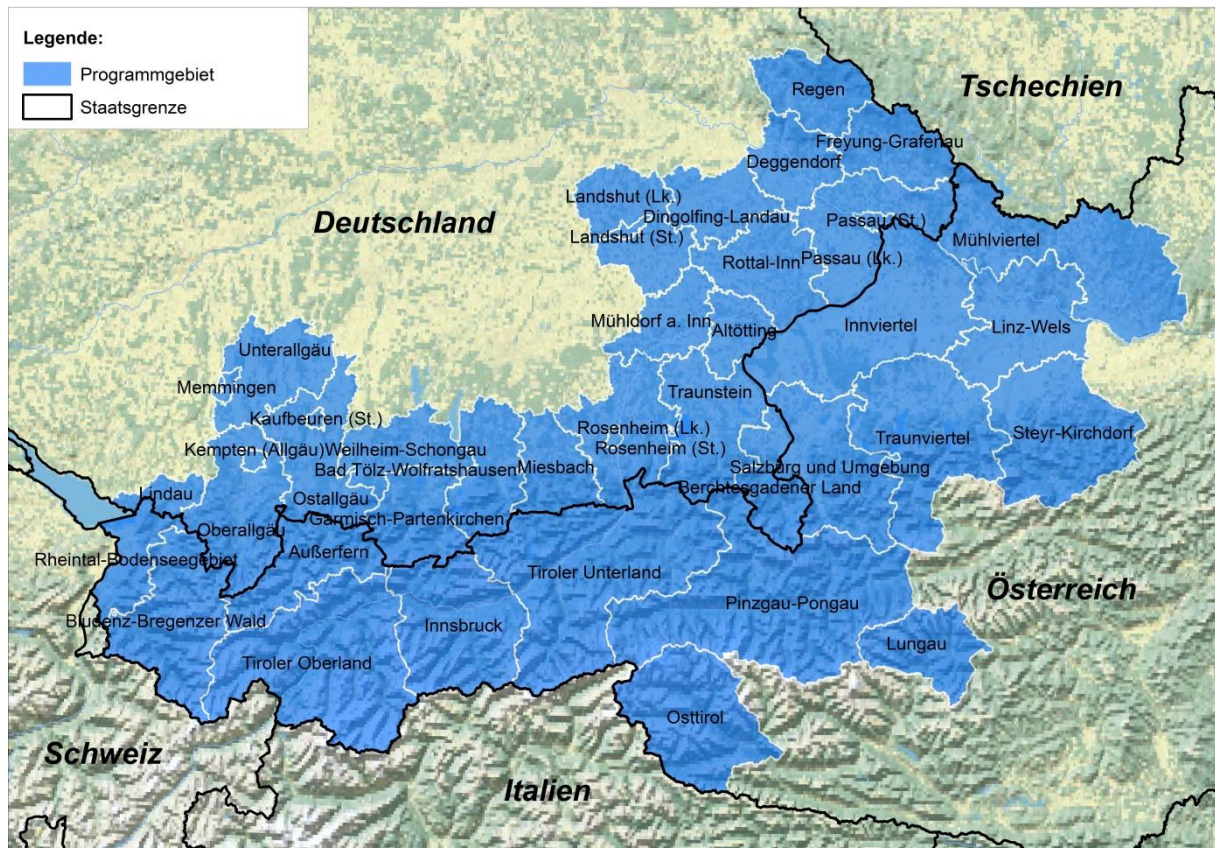 Legende:
Programmgebiet
Staatsgrenze
Tschechien
Regen
Freyung-Grafenau
Deggendorf
Landshut (Lk.)
Deutschland
Dingolfing-Landau
Passau (St.)
Landshut (St.)
Mühlviertel
Rottal-Inn
Passau (Lk.)
Mühldorf a. Inn
Altötting
Innviertel
Linz-Wels
Unterallgäu
Memmingen
Traunstein
Kaufbeuren (St.)
Rosenheim (Lk.)
Steyr-Kirchdorf
Traunviertel
Kempten (Allgäu)
Weilheim-Schongau
Rosenheim (St.)
Bad Tölz-Wolfratshausen
Miesbach
Salzburg und Umgebung
Berchtesgadener Land
Lindau
Ostallgäu
Garmisch-Partenkirchen
Oberallgäu
Außerfern
Rheintal-Bodenseegebiet
Tiroler Unterland
Österreich
Pinzgau-Pongau
Bludenz-Bregenzer Wald
Innsbruck
Lungau
Tiroler Oberland
Osttirol
Schweiz
Italien